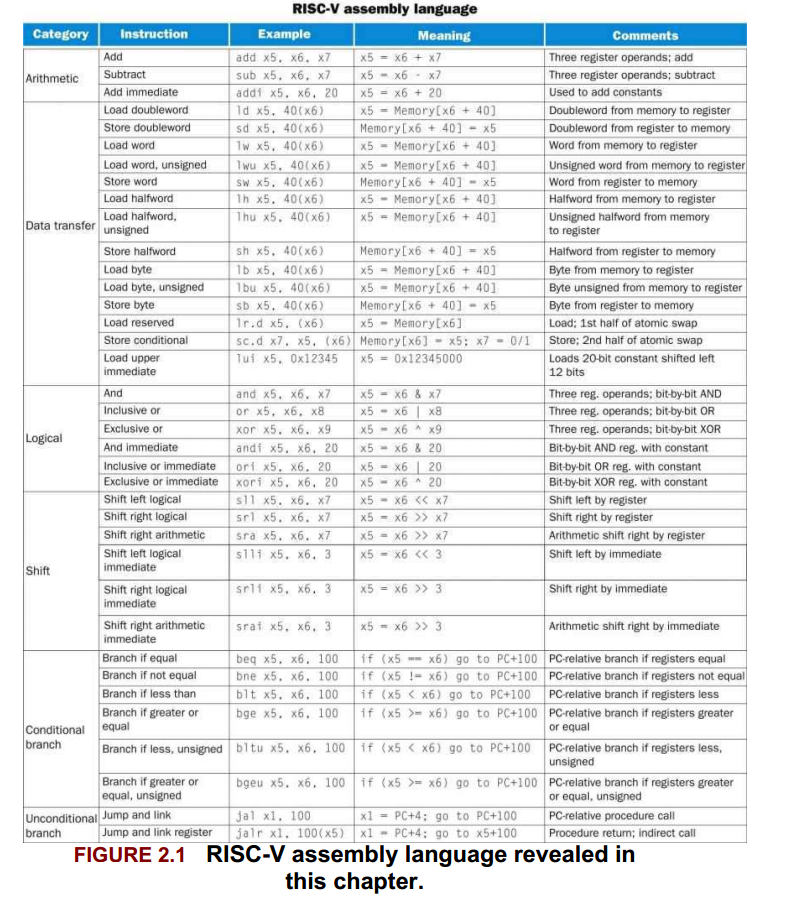 RISC-V assembly language
Category Instruction Example Meaning Comments
Arithmetic
Add add x5, x6, x7 x5 = x6 + x7 Three register operands; add
Subtract sub x5, x6, x7 x5 = x6 - x7 Three register operands; subtract
Add immediate addi x5, x6, 20 x5 = x6 + 20 Used to add constants
Data transfer
Load doubleword ld x5, 40(x6) x5 = Memory[x6 + 40] Doubleword from memory to register
Store doubleword sd x5, 40(x6) Memory[x6 + 40] = x5 Doubleword from register to memory
Load word lw x5, 40(x6) x5 = Memory[x6 + 40] Word from memory to register
Load word, unsigned lwu x5, 40(x6) x5 = Memory[x6 + 40] Unsigned word from memory to register
Store word sw x5, 40(x6) Memory[x6 + 40] = x5 Word from register to memory
Load halfword lh x5, 40(x6) x5 = Memory[x6 + 40] Halfword from memory to register
Load halfword, lhu x5, 40(x6) x5 = Memory[x6 + 40] Unsigned halfword from memory
unsigned to register
Store halfword sh x5, 40(x6) Memory[x6 + 40] = x5 Halfword from register to memory
Load byte lb x5, 40(x6) x5 = Memory[x6 + 40] Byte from memory to register
Load byte, unsigned lbu x5, 40(x6) x5 = Memory[x6 + 40] Byte unsigned from memory to register
Store byte sb x5, 40(x6) Memory[x6 + 40] = x5 Byte from register to memory
Load reserved lr.d x5, (x6) x5 = Memory[x6] Load; 1st half of atomic swap
Store conditional sc.d x7, x5, (x6) Memory[x6] = x5; x7 = 0/1 Store; 2nd half of atomic swap
Load upper lui x5, 0x12345 x5 = 0x12345000 Loads 20-bit constant shifted left
immediate 12 bits
Logical
And and x5, x6, x7 x5 = x6 & x7 Three reg. operands; bit-by-bit AND
Inclusive or or x5, x6, x8 x5 = x6 | x8 Three reg. operands; bit-by-bit OR
Exclusive or xor x5, x6, x9 x5 = x6 ^ x9 Three reg. operands; bit-by-bit XOR
And immediate andi x5, x6, 20 x5 = x6 & 20 Bit-by-bit AND reg. with constant
Inclusive or immediate ori x5, x6, 20 x5 = x6 | 20 Bit-by-bit OR reg. with constant
Exclusive or immediate xori x5, x6, 20 x5 = x6 ^ 20 Bit-by-bit XOR reg. with constant
Shift
Shift left logical sll x5, x6, x7 x5 = x6 << x7 Shift left by register
Shift right logical srl x5, x6, x7 x5 = x6 >> x7 Shift right by register
Shift right arithmetic sra x5, x6, x7 x5 = x6 >> x7 Arithmetic shift right by register
Shift left logical slli x5, x6, 3 x5 = x6 << 3 Shift left by immediate
immediate
Shift right logical srli x5, x6, 3 x5 = x6 >> 3 Shift right by immediate
immediate
Shift right arithmetic srai x5, x6, 3 x5 = x6 >> 3 Arithmetic shift right by immediate
immediate
Conditional
branch
Branch if equal beq x5, x6, 100 if (x5 == x6) go to PC+100 PC-relative branch if registers equal
Branch if not equal bne x5, x6, 100 if (x5 != x6) go to PC+100 PC-relative branch if registers not equal
Branch if less than blt x5, x6, 100 if (x5 < x6) go to PC+100 PC-relative branch if registers less
Branch if greater or bge x5, x6, 100 if (x5 >= x6) go to PC+100 PC-relative branch if registers greater
equal or equal
Branch if less, unsigned bltu x5, x6, 100 if (x5 < x6) go to PC+100 PC-relative branch if registers less,
unsigned
Branch if greater or bgeu x5, x6, 100 if (x5 >= x6) go to PC+100 PC-relative branch if registers greater
equal, unsigned or equal, unsigned
Unconditional
branch
Jump and link jal x1, 100 x1 = PC+4; go to PC+100 PC-relative procedure call
Jump and link register jalr x1, 100(x5) x1 = PC+4; go to x5+100 Procedure return; indirect call
FIGURE 2.1 RISC-V assembly language revealed in
this chapter.